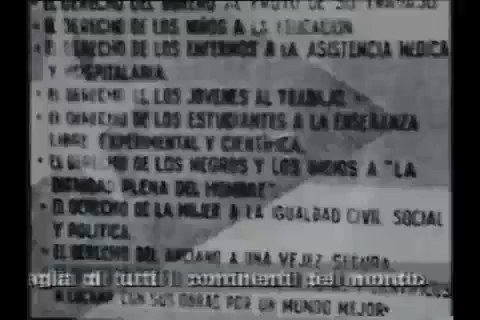 EL DERECHO DEL OBRERO AL FRUTO DE SU TRABAJO
• EL DERECHO DE LOS NIÑOS A LA EDUCACION
• EL DERECHO DE LOS ENFERMOS A LA ASISTENCIA MEDICA
Y HOSPITALARIA.
• EL DERECHO DE LOS JOVENES AL TRABAJO
• EL DERECHO DE LOS ESTUDIANTES A LA ENSEÑANZA
LIBRE, EXPERIMENTAL Y CIENTIFICA.
• EL DERECHO DE LOS NEGROS Y LOS INDIOS A "LA
DIGNIDAD PLENA DEL HOMBRE"
• EL DERECHO DE LA MUJER A LA IGUALDAD CIVIL, SOCIAL
Y POLITICA.
• EL DERECHO DEL ANCIANO A UNA VEJEZ SEGURA
di tutti i continenti del mondo.
A LUCHAR CON SUS OBRAS POR UN MUNDO MEJOR"